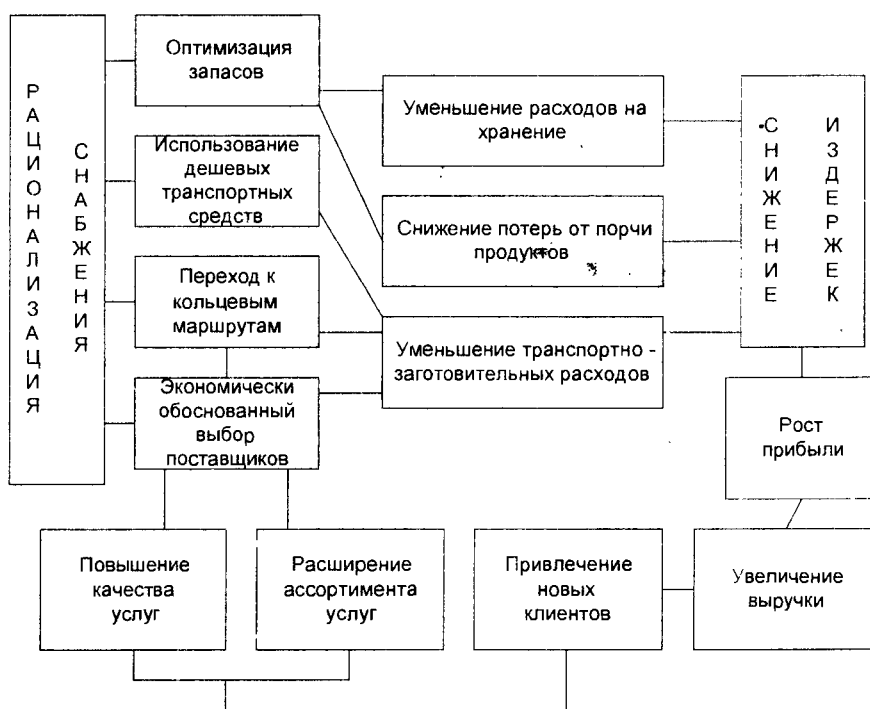 РАЦИОНАЛИЗАЦИЯ
СНАБЖЕНИЯ
Оптимизация
запасов
Использование
дешевых
транспортных
средств
Переход к
кольцевым
маршрутам
Экономически
обоснованный
выбор
поставщиков
Уменьшение расходов на
хранение
Снижение потерь от порчи
продуктов
Уменьшение транспортно -
заготовительных расходов
СНИЖЕНИЕ
ИЗДЕРЖЕК
Рост
прибыли
Повышение
качества
услуг
Расширение
ассортимента
услуг
Привлечение
новых
клиентов
Увеличение
выручки